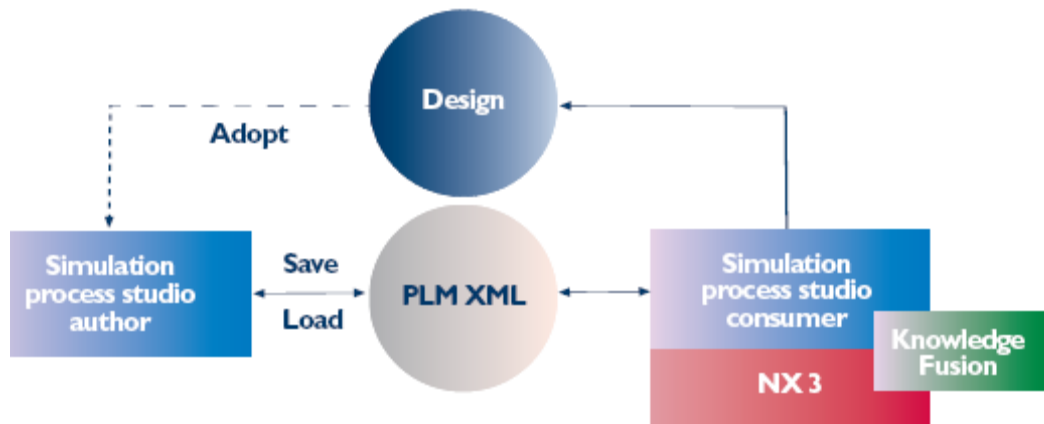 Design
Adopt
Simulation
process studio
author
Save
Load
PLM XML
Simulation
process studio
consumer
Knowledge
Fusion
NX 3